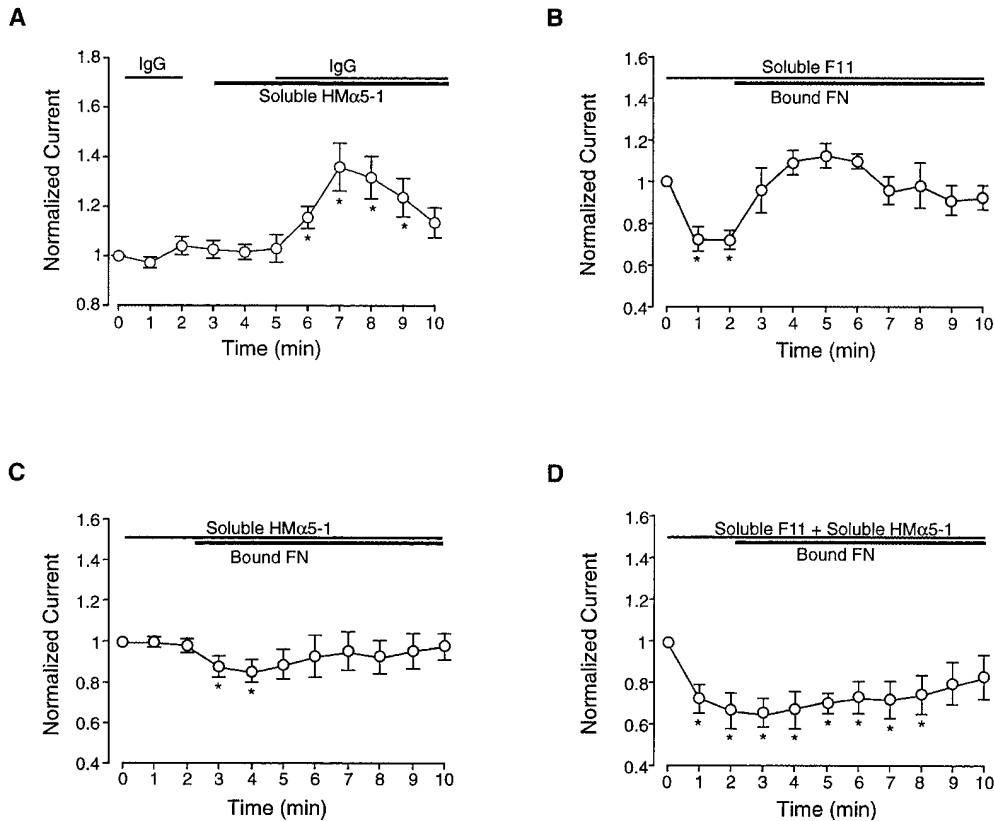 A
IgG
IgG
Soluble HMα5-1
1.8
1.6
1.4
1.2
1
0.8
Normalized Current
*
*
*
*
0 1 2 3 4 5 6 7 8 9 10
Time (min)
B
Soluble F11
Bound FN
1.6
1.4
1.2
1
0.8
0.6
0.4
Normalized Current
* *
0 1 2 3 4 5 6 7 8 9 10
Time (min)
C
Soluble HMα5-1
Bound FN
1.6
1.4
1.2
1
0.8
0.6
0.4
Normalized Current
* *
0 1 2 3 4 5 6 7 8 9 10
Time (min)
D
Soluble F11 + Soluble HMα5-1
Bound FN
1.6
1.4
1.2
1
0.8
0.6
0.4
Normalized Current
* * * * * * * *
0 1 2 3 4 5 6 7 8 9 10
Time (min)